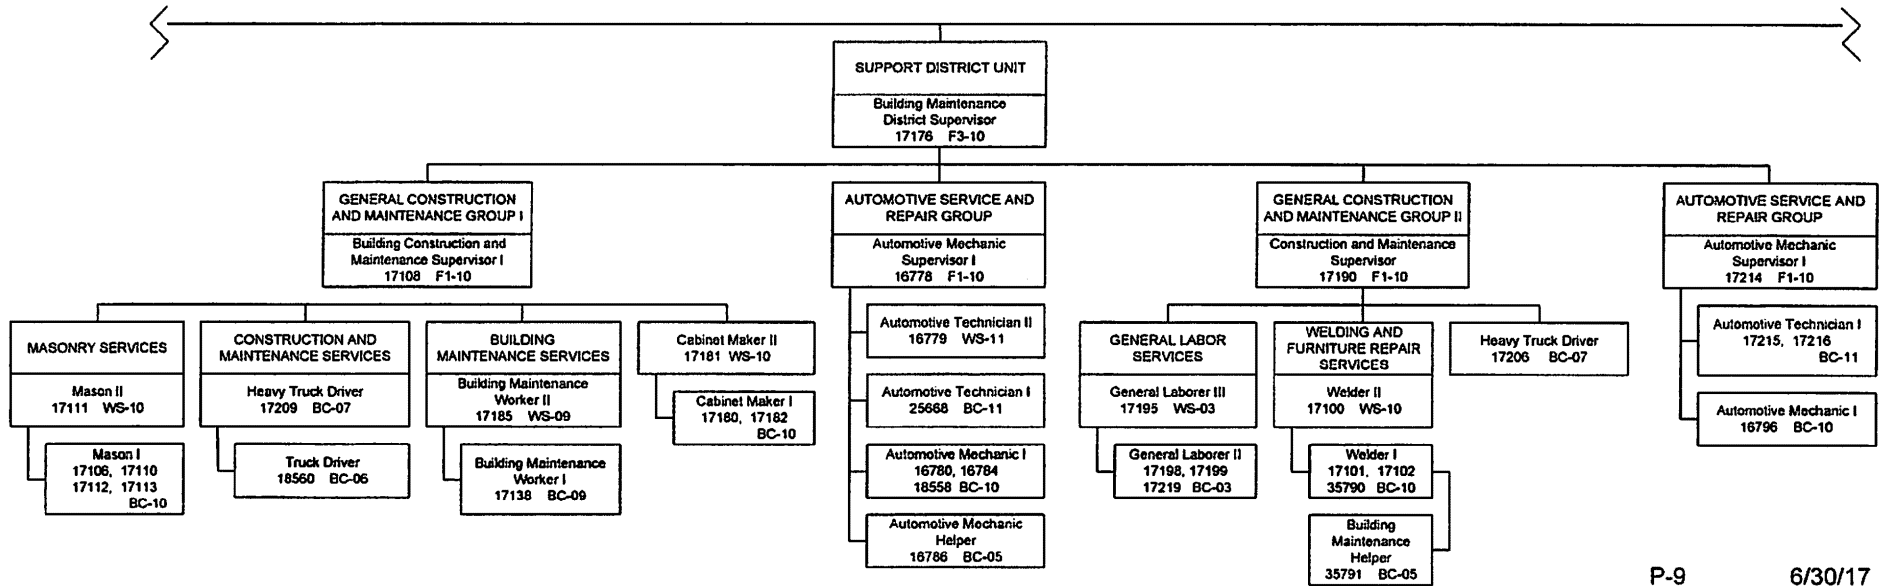 SUPPORT DISTRICT UNIT
Building Maintenance
District Supervisor
17176 F3-10
GENERAL CONSTRUCTION
AND MAINTENANCE GROUP I
Building Construction and
Maintenance Supervisor I
17108 F1-10
AUTOMOTIVE SERVICE AND
REPAIR GROUP
Automotive Mechanic
Supervisor I
16778 F1-10
GENERAL CONSTRUCTION
AND MAINTENANCE GROUP II
Construction and Maintenance
Supervisor
17190 F1-10
AUTOMOTIVE SERVICE AND
REPAIR GROUP
Automotive Mechanic
Supervisor I
17214 F1-10
MASONRY SERVICES
Mason II
17111 WS-10
Mason I
17106, 17110
17112, 17113
BC-10
CONSTRUCTION AND
MAINTENANCE SERVICES
Heavy Truck Driver
17209 BC-07
Truck Driver
18560 BC-06
BUILDING
MAINTENANCE SERVICES
Building Maintenance
Worker II
17185 WS-09
Building Maintenance
Worker I
17138 BC-09
Cabinet Maker II
17181 WS-10
Cabinet Maker I
17180, 17182
BC-10
Automotive Technician II
16779 WS-11
Automotive Technician I
25668 BC-11
Automotive Mechanic I
16780, 16784
18558 BC-10
Automotive Mechanic
Helper
16786 BC-05
GENERAL LABOR
SERVICES
General Laborer III
17195 WS-03
General Laborer II
17198, 17199
17219 BC-03
WELDING AND
FURNITURE REPAIR
SERVICES
Welder II
17100 WS-10
Welder I
17101, 17102
35790 BC-10
Building
Maintenance
Helper
35791 BC-05
Heavy Truck Driver
17206 BC-07
Automotive Technician I
17215, 17216
BC-11
Automotive Mechanic I
16796 BC-10
P-9 6/30/17